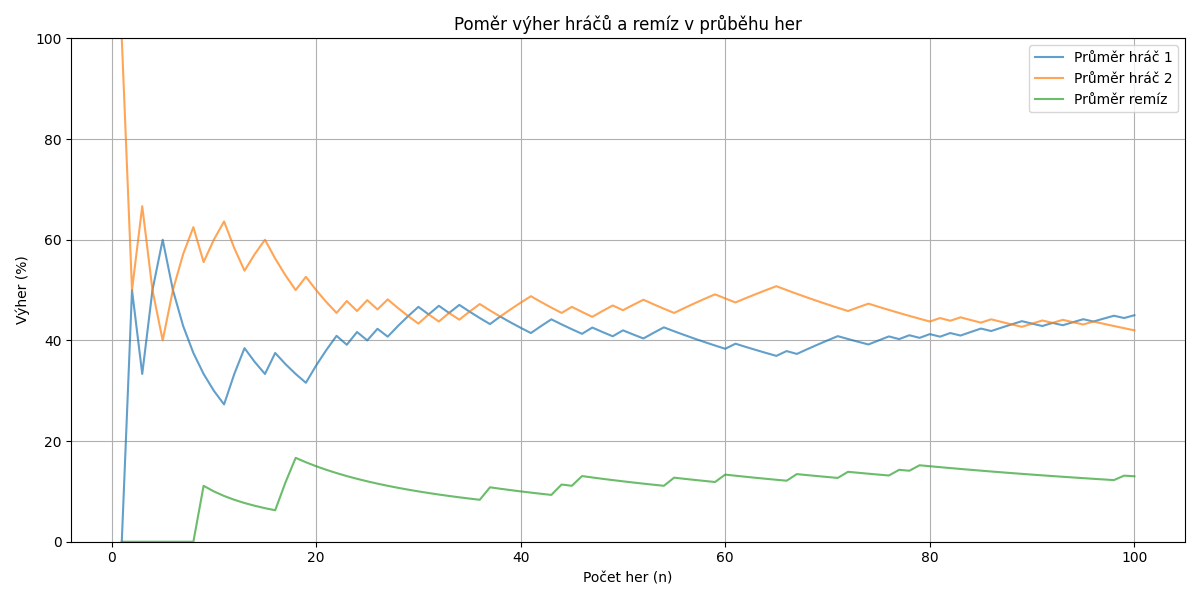 Poměr výher hráčů a remíz v průběhu her
Výher (%)
100
80
60
40
20
0
Průměr hráč 1
Průměr hráč 2
Průměr remíz
0 20 40 60 80 100
Počet her (n)